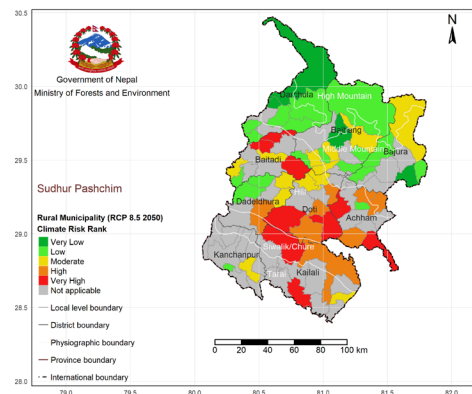 30.5
30.0
29.5
29.0
28.5
28.0
79.0
79.5
80.0
80.5
81.0
81.5
82.0
N
Government of Nepal
Ministry of Forests and Environment
Sudhur Pashchim
Rural Municipality (RCP 8.5 2050)
Climate Risk Rank
Very Low
Low
Moderate
High
Very High
Not applicable
Local level boundary
District boundary
Physiographic boundary
Province boundary
International boundary
Darchula
High Mountain
Bajhang
Middle Mountain
Bajura
Baitadi
Dadeldhura
Hill
Doti
Achham
Siwalik/Chure
Kanchanpur
Tarai
Kailali
0 20 40 60 80 100 km